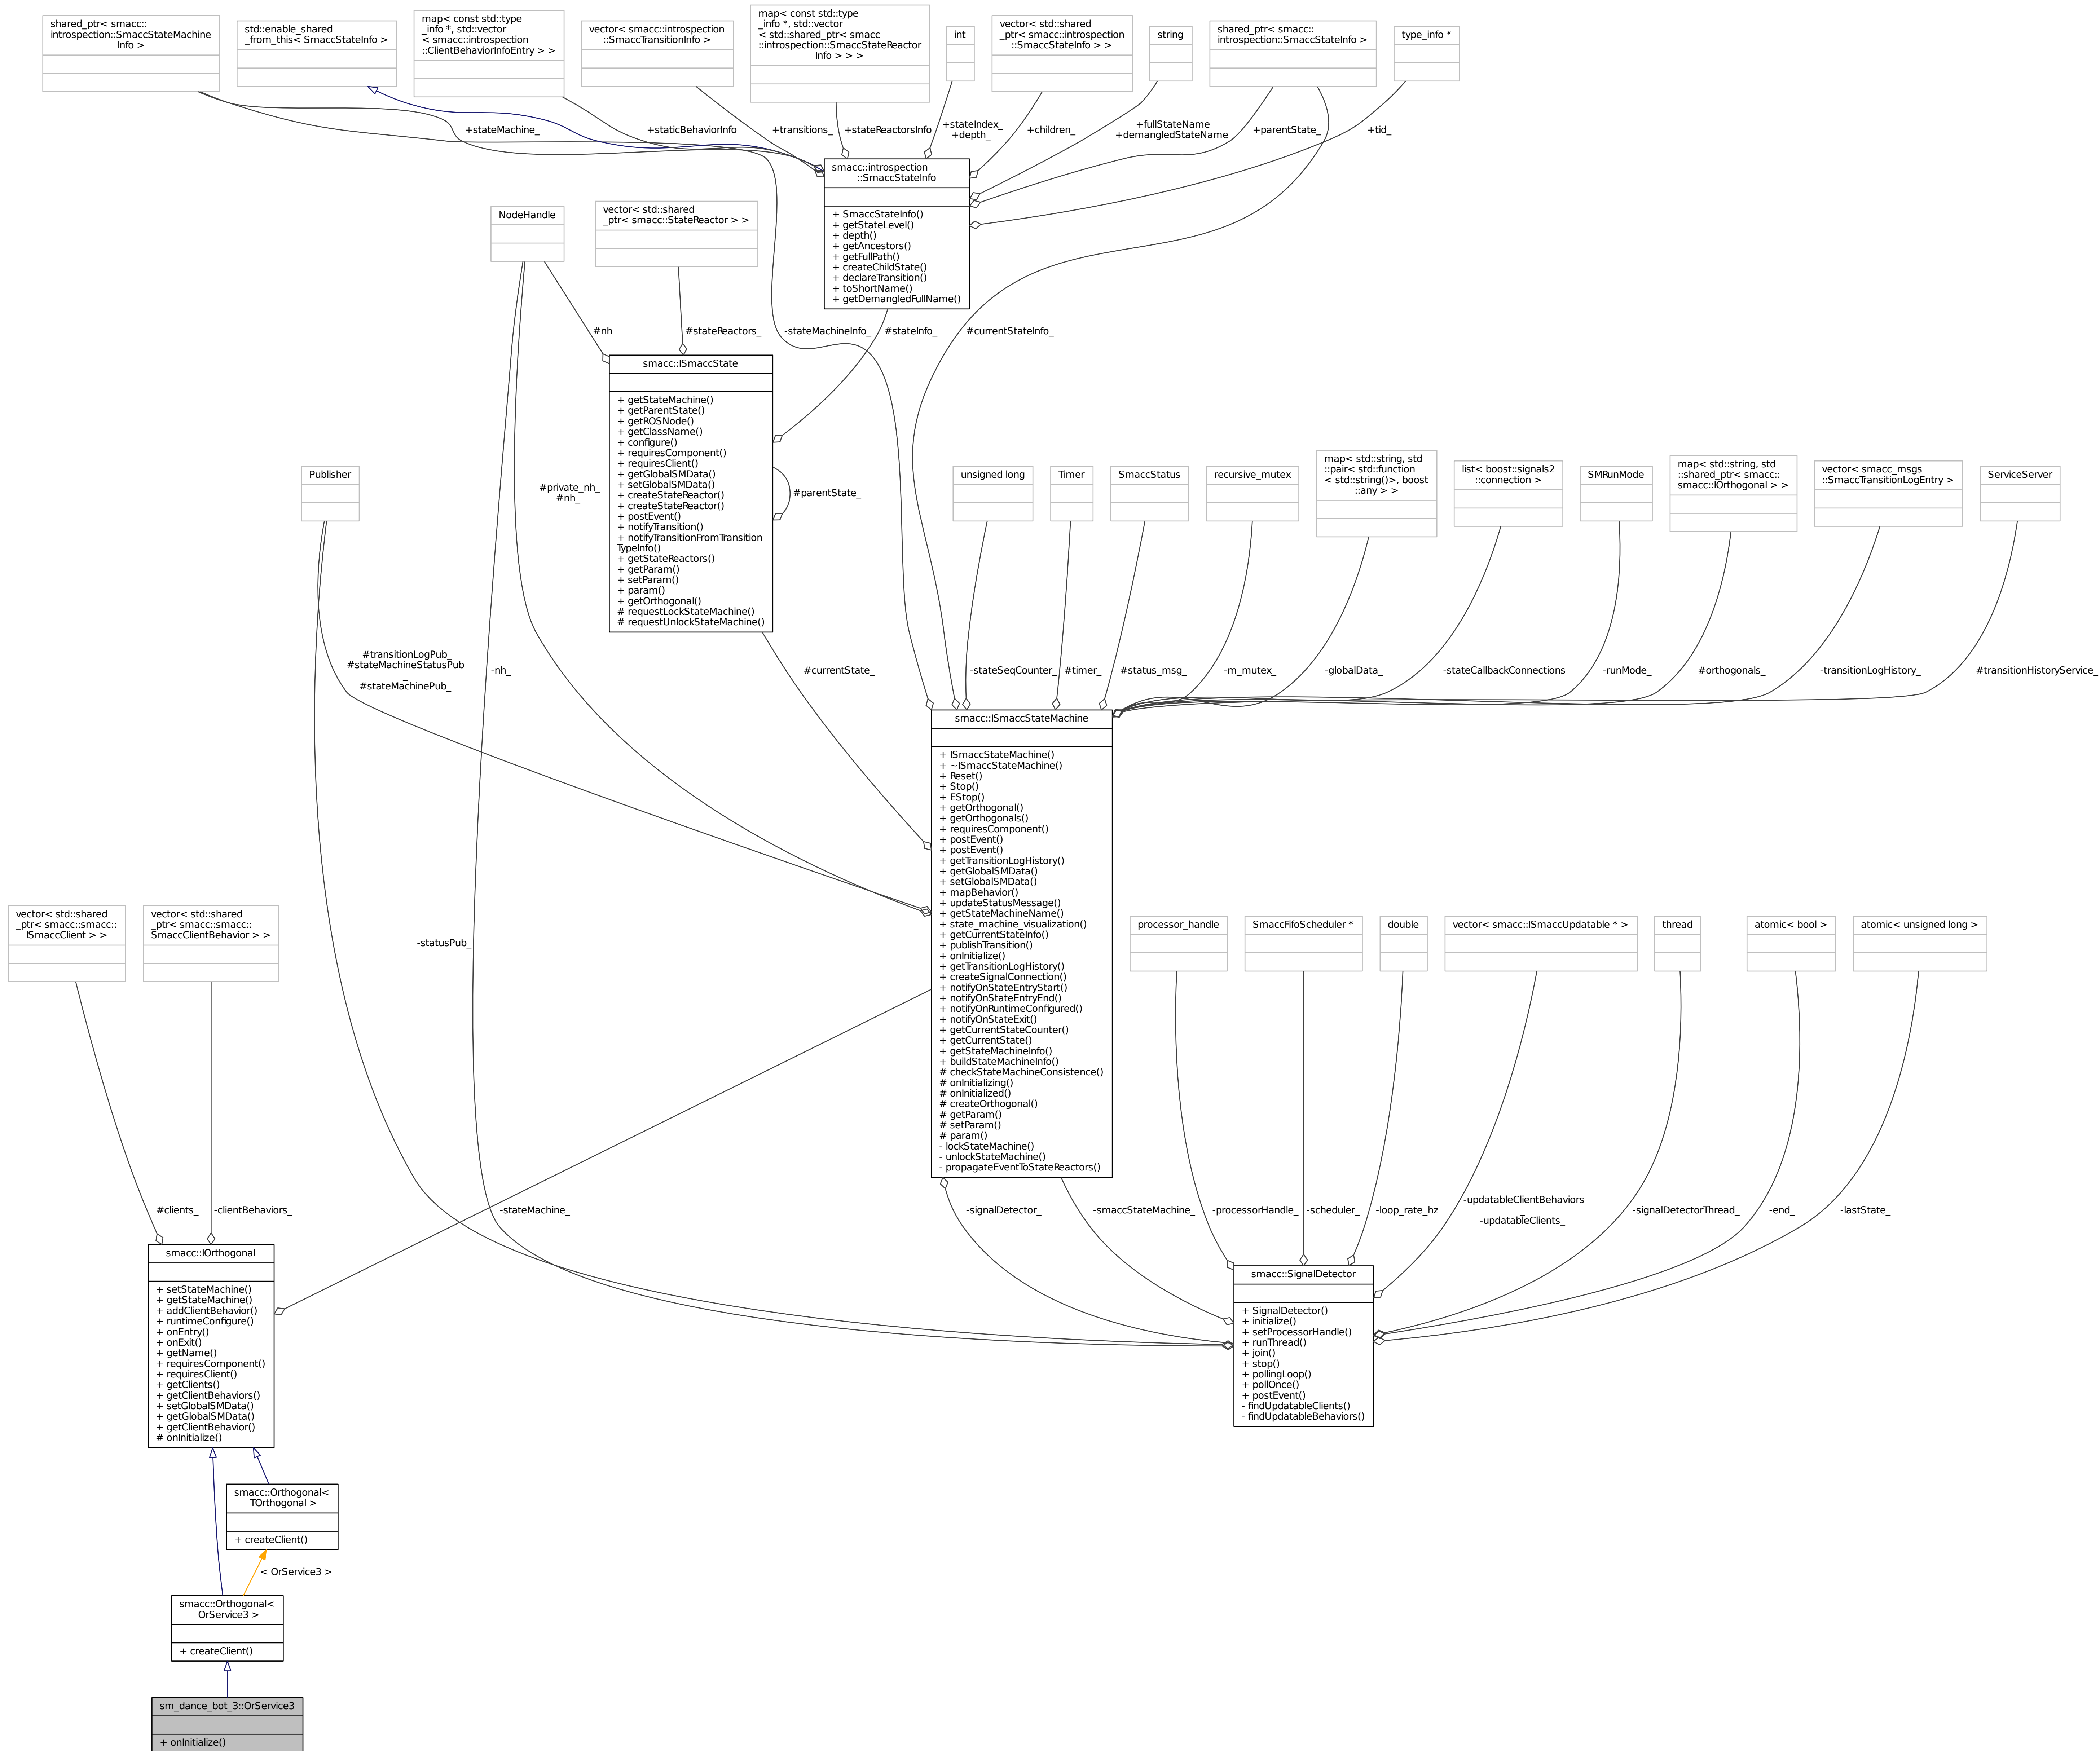 shared_ptr< smacc::
introspection::SmaccStateMachine
Info >
std::enable_shared
_from_this< SmaccStateInfo >
map< const std::type
_info *, std::vector
< smacc::introspection
::ClientBehaviorInfoEntry > >
vector< smacc::introspection
::SmaccTransitionInfo >
map< const std::type
_info *, std::vector
< std::shared_ptr< smacc
::introspection::SmaccStateReactor
Info > > >
int
vector< std::shared
_ptr< smacc::introspection
::SmaccStateInfo > >
string
shared_ptr< smacc::
introspection::SmaccStateInfo >
type_info *
+stateMachine_
+staticBehaviorInfo
+transitions_
+stateReactorsInfo
+stateIndex_
+depth_
+children_
+fullStateName
+demangledStateName
+parentState_
+tid_
smacc::introspection
::SmaccStateInfo
+ SmaccStateInfo()
+ getStateLevel()
+ depth()
+ getAncestors()
+ getFullPath()
+ createChildState()
+ declareTransition()
+ toShortName()
+ getDemangledFullName()
NodeHandle
vector< std::shared
_ptr< smacc::StateReactor > >
#nh
#stateReactors_
-stateMachineInfo_
#stateInfo_
#currentStateInfo_
smacc::ISmaccState
+ getStateMachine()
+ getParentState()
+ getROSNode()
+ getClassName()
+ configure()
+ requiresComponent()
+ requiresClient()
+ getGlobalSMData()
+ setGlobalSMData()
+ createStateReactor()
+ createStateReactor()
+ postEvent()
+ notifyTransition()
+ notifyTransitionFromTransition
TypeInfo()
+ getStateReactors()
+ getParam()
+ setParam()
+ param()
+ getOrthogonal()
# requestLockStateMachine()
# requestUnlockStateMachine()
#parentState_
Publisher
#private_nh_
#nh_
unsigned long
Timer
SmaccStatus
recursive_mutex
map< std::string, std
::pair< std::function
< std::string()>, boost
::any > >
list< boost::signals2
::connection >
SMRunMode
map< std::string, std
::shared_ptr< smacc::
smacc::IOrthogonal > >
vector< smacc_msgs
::SmaccTransitionLogEntry >
ServiceServer
#transitionLogPub_
#stateMachineStatusPub
_
#stateMachinePub_
-nh_
#currentState_
-stateSeqCounter_
#timer_
#status_msg_
-m_mutex_
-globalData_
-stateCallbackConnections
-runMode_
#orthogonals_
-transitionLogHistory_
#transitionHistoryService_
smacc::ISmaccStateMachine
+ ISmaccStateMachine()
+ ~ISmaccStateMachine()
+ Reset()
+ Stop()
+ EStop()
+ getOrthogonal()
+ getOrthogonals()
+ requiresComponent()
+ postEvent()
+ postEvent()
+ getTransitionLogHistory()
+ getGlobalSMData()
+ setGlobalSMData()
+ mapBehavior()
+ updateStatusMessage()
+ getStateMachineName()
+ state_machine_visualization()
+ getCurrentStateInfo()
+ publishTransition()
+ onInitialize()
+ getTransitionLogHistory()
+ createSignalConnection()
+ notifyOnStateEntryStart()
+ notifyOnStateEntryEnd()
+ notifyOnRuntimeConfigured()
+ notifyOnStateExit()
+ getCurrentStateCounter()
+ getCurrentState()
+ getStateMachineInfo()
+ buildStateMachineInfo()
# checkStateMachineConsistence()
# onInitializing()
# onInitialized()
# createOrthogonal()
# getParam()
# setParam()
# param()
- lockStateMachine()
- unlockStateMachine()
- propagateEventToStateReactors()
vector< std::shared
_ptr< smacc::smacc::
ISmaccClient > >
vector< std::shared
_ptr< smacc::smacc::
SmaccClientBehavior > >
-statusPub_
processor_handle
SmaccFifoScheduler *
double
vector< smacc::ISmaccUpdatable * >
thread
atomic< bool >
atomic< unsigned long >
#clients_
-clientBehaviors_
-stateMachine_
-signalDetector_
-smaccStateMachine_
-processorHandle_
-scheduler_
-loop_rate_hz
-updatableClientBehaviors
_
-updatableClients_
-signalDetectorThread_
-end_
-lastState_
smacc::IOrthogonal
+ setStateMachine()
+ getStateMachine()
+ addClientBehavior()
+ runtimeConfigure()
+ onEntry()
+ onExit()
+ getName()
+ requiresComponent()
+ requiresClient()
+ getClients()
+ getClientBehaviors()
+ setGlobalSMData()
+ getGlobalSMData()
+ getClientBehavior()
# onInitialize()
smacc::SignalDetector
+ SignalDetector()
+ initialize()
+ setProcessorHandle()
+ runThread()
+ join()
+ stop()
+ pollingLoop()
+ pollOnce()
+ postEvent()
- findUpdatableClients()
- findUpdatableBehaviors()
smacc::Orthogonal<
TOrthogonal >
+ createClient()
< OrService3 >
smacc::Orthogonal<
OrService3 >
+ createClient()
sm_dance_bot_3::OrService3
+ onInitialize()